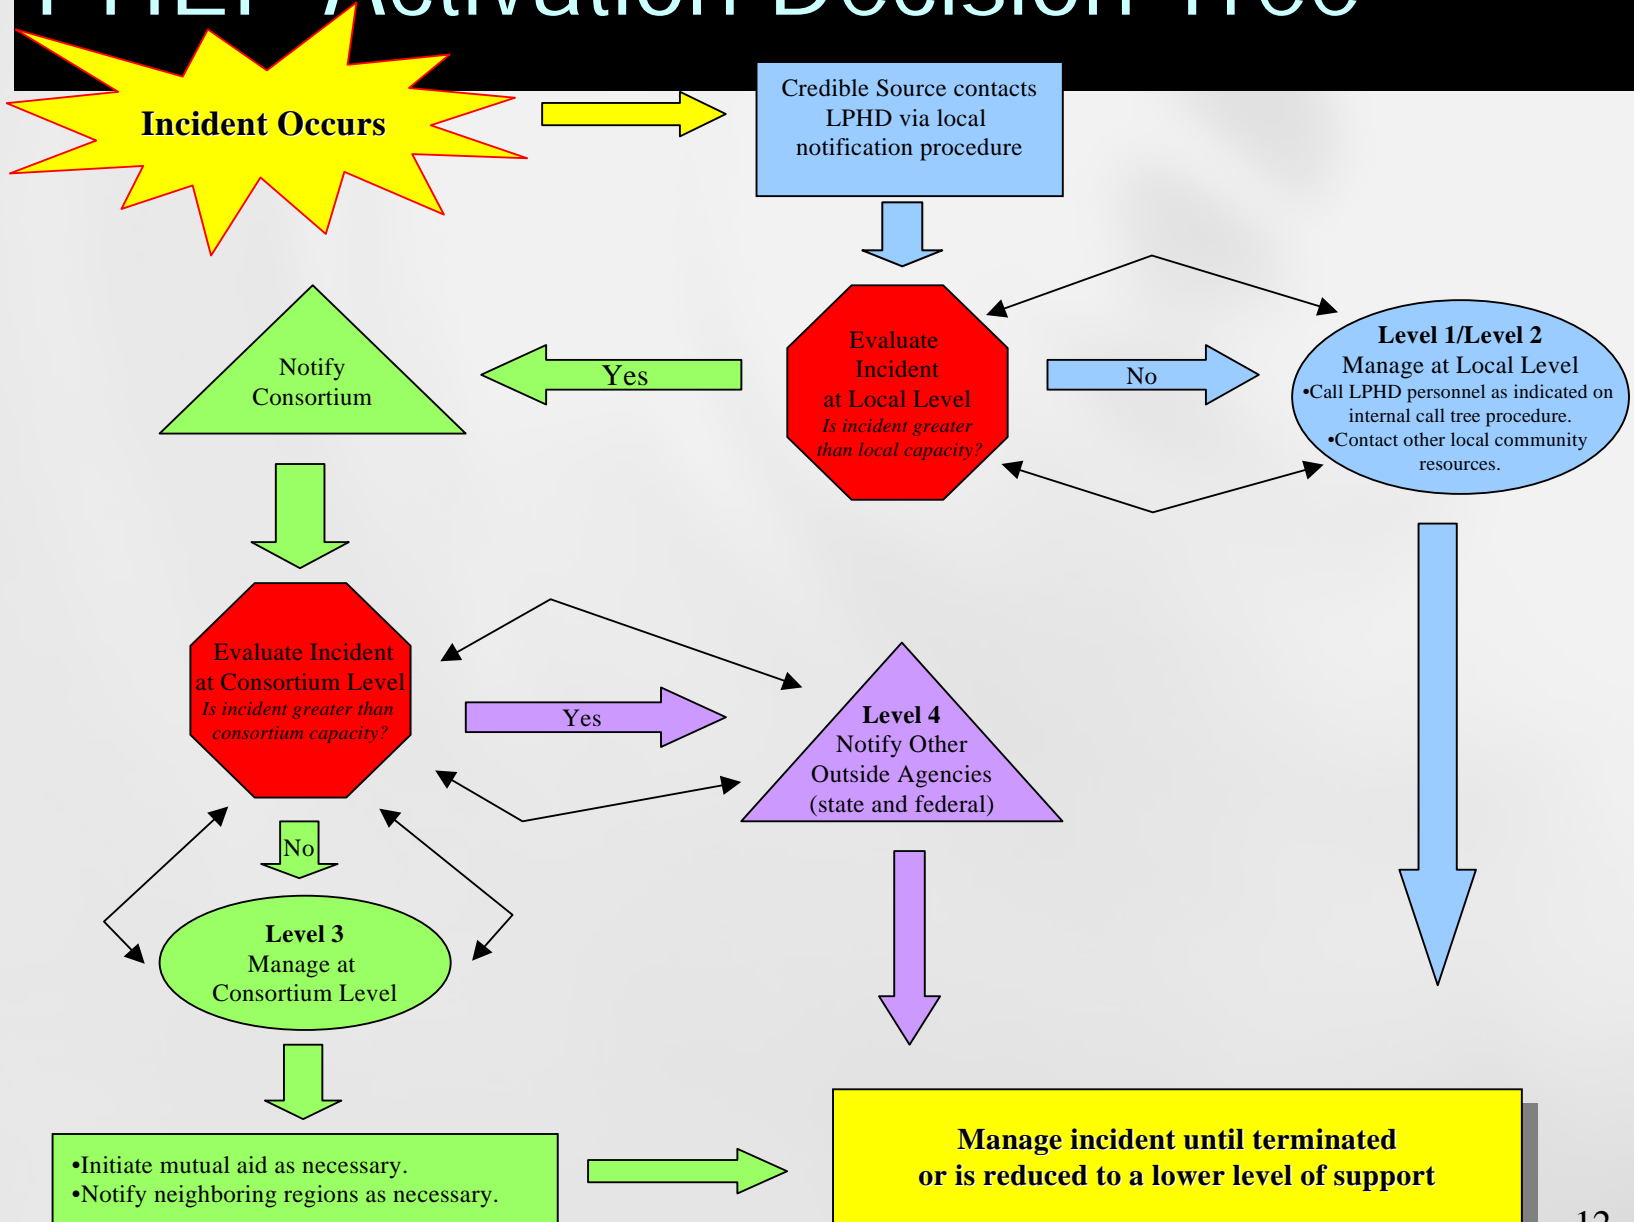 PHEP Activation Decision Tree
Incident Occurs
Credible Source contacts
LPHD via local
notification procedure
Notify
Consortium
Yes
Evaluate
Incident
at Local Level
Is incident greater
than local capacity?
No
Level 1/Level 2
Manage at Local Level
•Call LPHD personnel as indicated on
internal call tree procedure.
•Contact other local community
resources.
Evaluate Incident
at Consortium Level
Is incident greater than
consortium capacity?
Yes
Level 4
Notify Other
Outside Agencies
(state and federal)
No
Level 3
Manage at
Consortium Level
•Initiate mutual aid as necessary.
•Notify neighboring regions as necessary.
Manage incident until terminated
or is reduced to a lower level of support
12